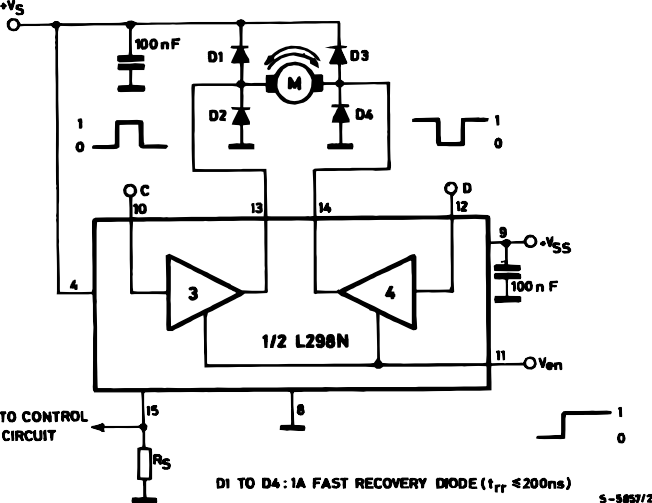 +VS
100nF
D1
D3
M
D2
D4
1
0
1
0
C
D
10
13
14
12
9
+VSS
4
3
4
100nF
1/2 L298N
11
Ven
15
8
1
0
TO CONTROL
CIRCUIT
RS
D1 TO D4 : 1A FAST RECOVERY DIODE (trr ≤200ns)
S-5857/2